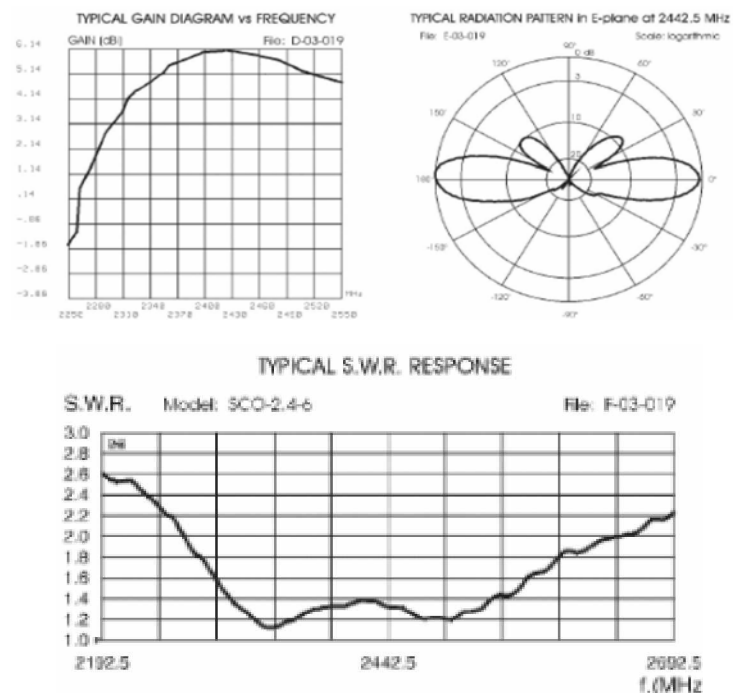 TYPICAL GAIN DIAGRAM vs FREQUENCY
GAIN (dBi) File: D-03-019
6.14
5.14
4.14
3.14
2.14
1.14
.14
-.86
-1.86
-2.86
-3.86
2280 2340 2400 2460 2520 MHz
2250 2310 2370 2430 2490 2550
TYPICAL RADIATION PATTERN in E-plane at 2442.5 MHz
File: E-03-019 Scale: logarithmic
90°
0 dB
120° 60°
3
150° 30°
10
20
180 0°
-150° -30°
-120° -60°
-90°
TYPICAL S.W.R. RESPONSE
S.W.R. Model: SCO-2.4-6 File: F-03-019
3.0
2.8
2.6
2.4
2.2
2.0
1.8
1.6
1.4
1.2
1.0
2192.5 2442.5 2692.5
f,(MHz